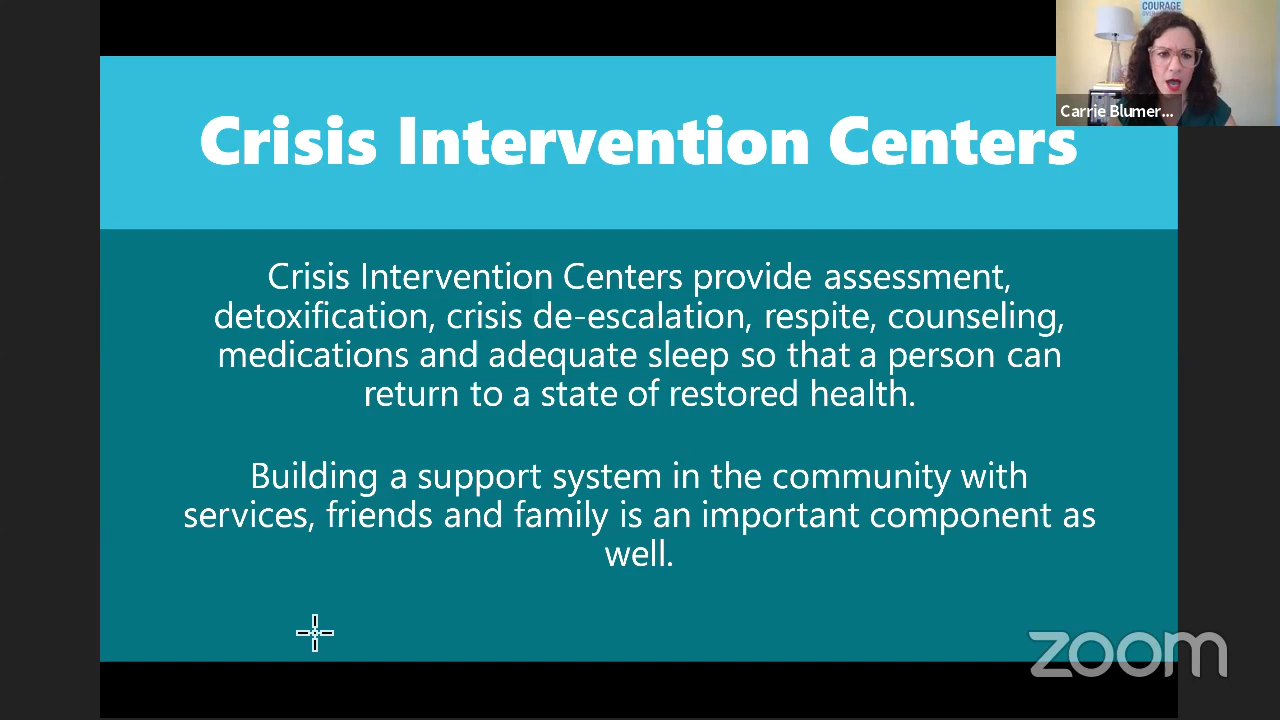 COURAGE
Carrie Blumer...
Crisis Intervention Centers
Crisis Intervention Centers provide assessment,
detoxification, crisis de-escalation, respite, counseling,
medications and adequate sleep so that a person can
return to a state of restored health.
Building a support system in the community with
services, friends and family is an important component as
well.
zoom